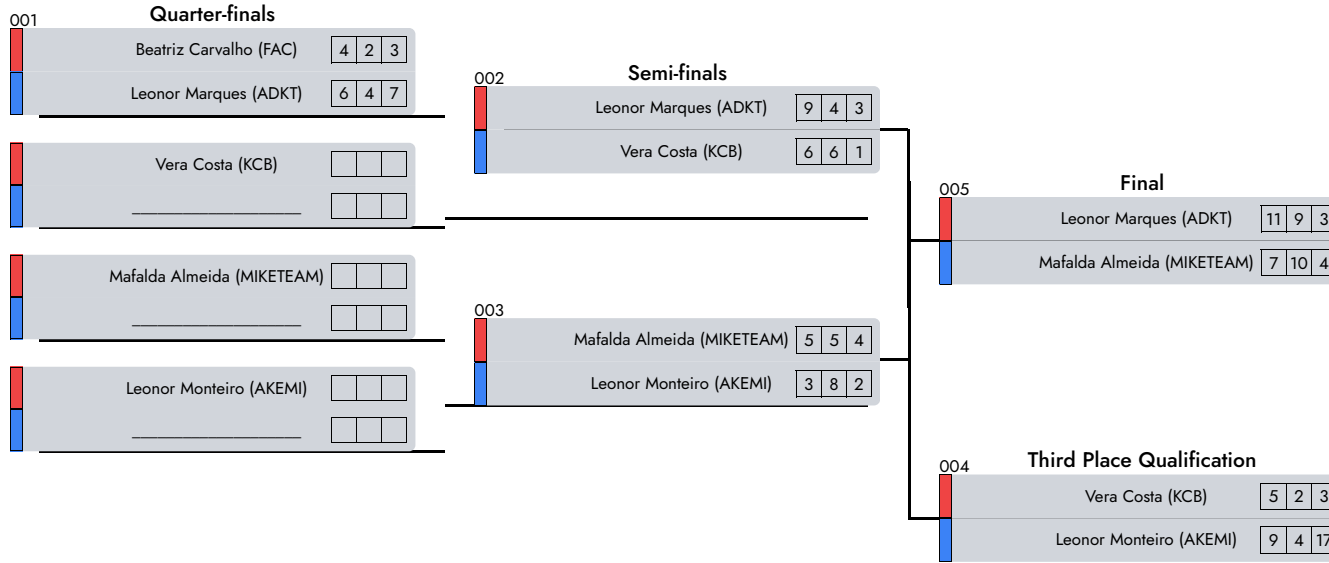 Quarter-finals
001
Beatriz Carvalho (FAC) 4 2 3
Leonor Marques (ADKT) 6 4 7
Vera Costa (KCB)
Mafalda Almeida (MIKETEAM)
Leonor Monteiro (AKEMI)
Semi-finals
002
Leonor Marques (ADKT) 9 4 3
Vera Costa (KCB) 6 6 1
003
Mafalda Almeida (MIKETEAM) 5 5 4
Leonor Monteiro (AKEMI) 3 8 2
Final
005
Leonor Marques (ADKT) 11 9 3
Mafalda Almeida (MIKETEAM) 7 10 4
Third Place Qualification
004
Vera Costa (KCB) 5 2 3
Leonor Monteiro (AKEMI) 9 4 17